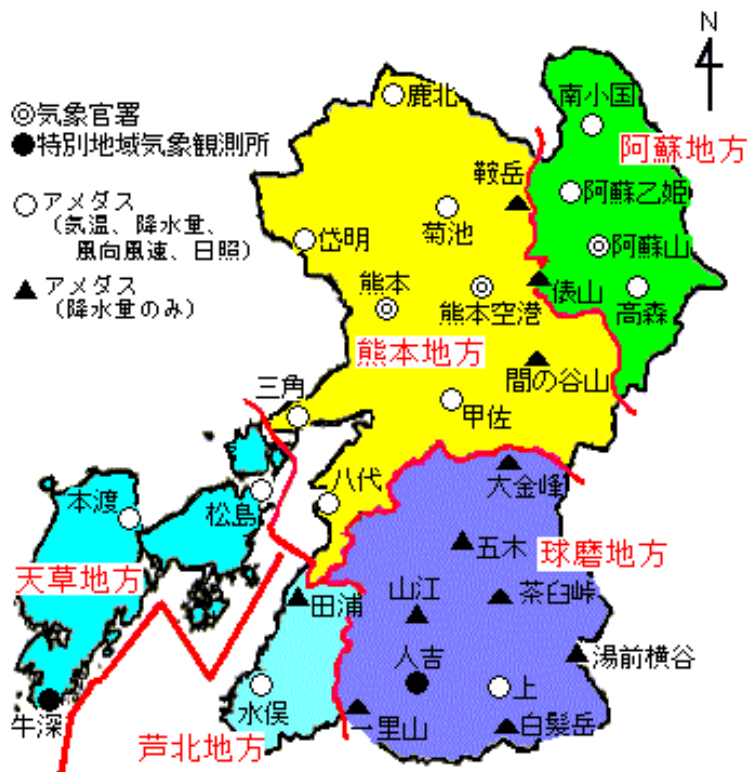 N
◎気象官署
●特別地域気象観測所
○アメダス
(気温、降水量、
風向風速、日照)
▲アメダス
(降水量のみ)
鹿北
南小国
阿蘇地方
鞍岳
阿蘇乙姫
菊池
岱明
阿蘇山
熊本
熊本空港
俵山
高森
熊本地方
間の谷山
三角
甲佐
八代
大金峰
本渡
松島
五木
球磨地方
天草地方
田浦
山江
茶臼峠
人吉
湯前横谷
上
牛深
水俣
一里山
白髪岳
芦北地方